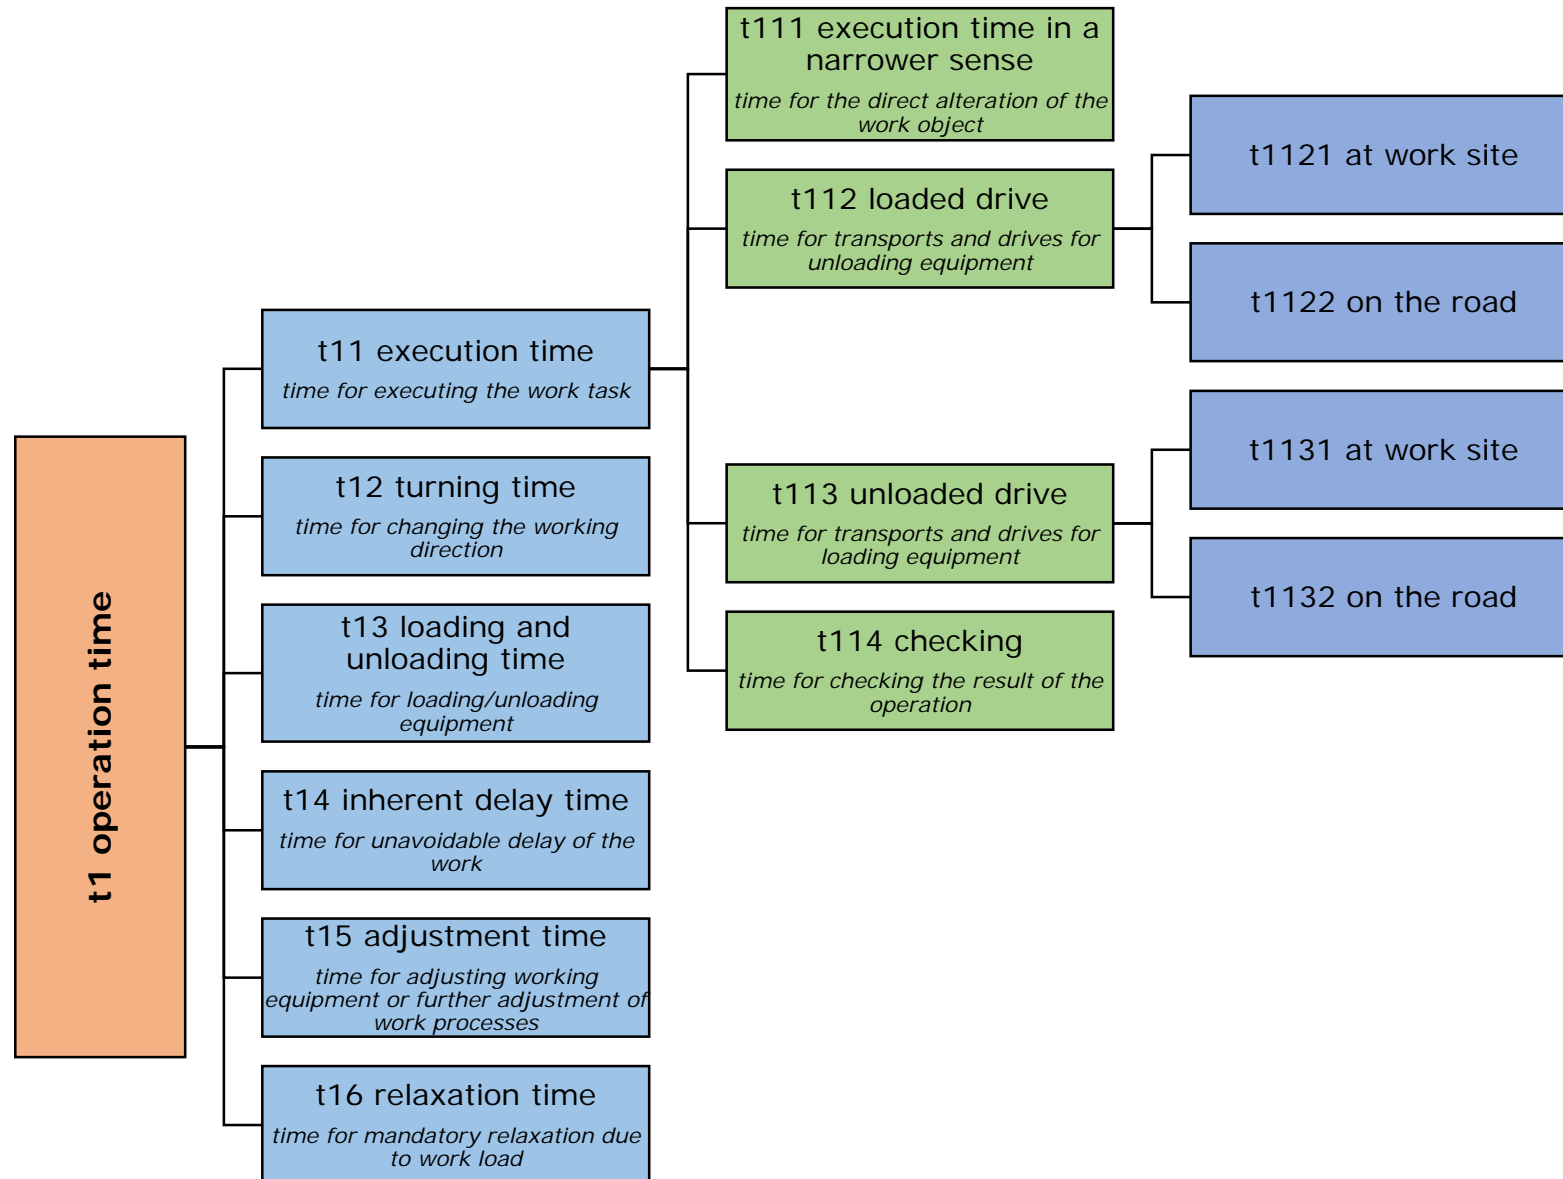 t1 operation time
t11 execution time
time for executing the work task
t12 turning time
time for changing the working
direction
t13 loading and
unloading time
time for loading/unloading
equipment
t14 inherent delay time
time for unavoidable delay of the
work
t15 adjustment time
time for adjusting working
equipment or further adjustment of
work processes
t16 relaxation time
time for mandatory relaxation due
to work load
t111 execution time in a
narrower sense
time for the direct alteration of the
work object
t112 loaded drive
time for transports and drives for
unloading equipment
t113 unloaded drive
time for transports and drives for
loading equipment
t114 checking
time for checking the result of the
operation
t1121 at work site
t1122 on the road
t1131 at work site
t1132 on the road